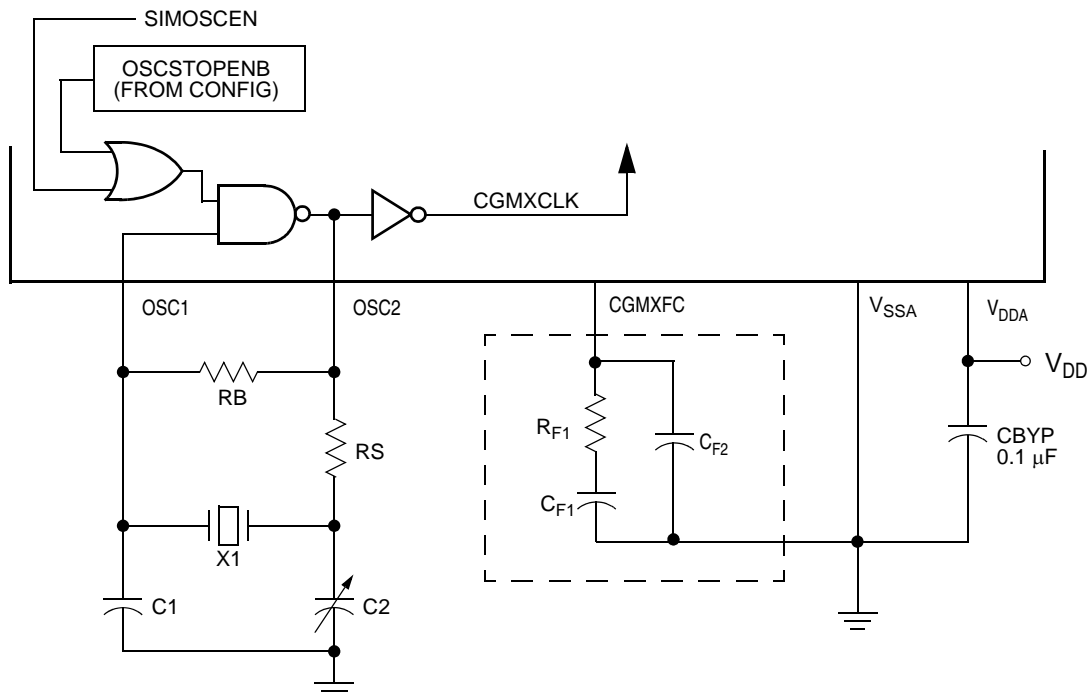 SIMOSCEN
OSCSTOPENB
(FROM CONFIG)
CGMXCLK
OSC1
OSC2
CGMXFC
VSSA
VDDA
VDD
RB
RS
RF1
CF2
CBYP
0.1 μF
CF1
X1
C1
C2